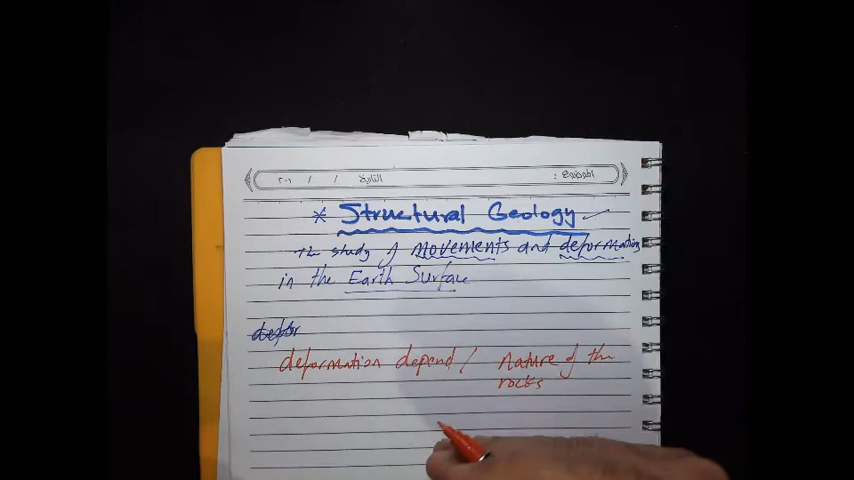 الموضوع : التاريخ / / ٢٠١
* Structural Geology
The study of movements and deformation
in the Earth Surface
defor
deformation depend / Nature of the
rocks